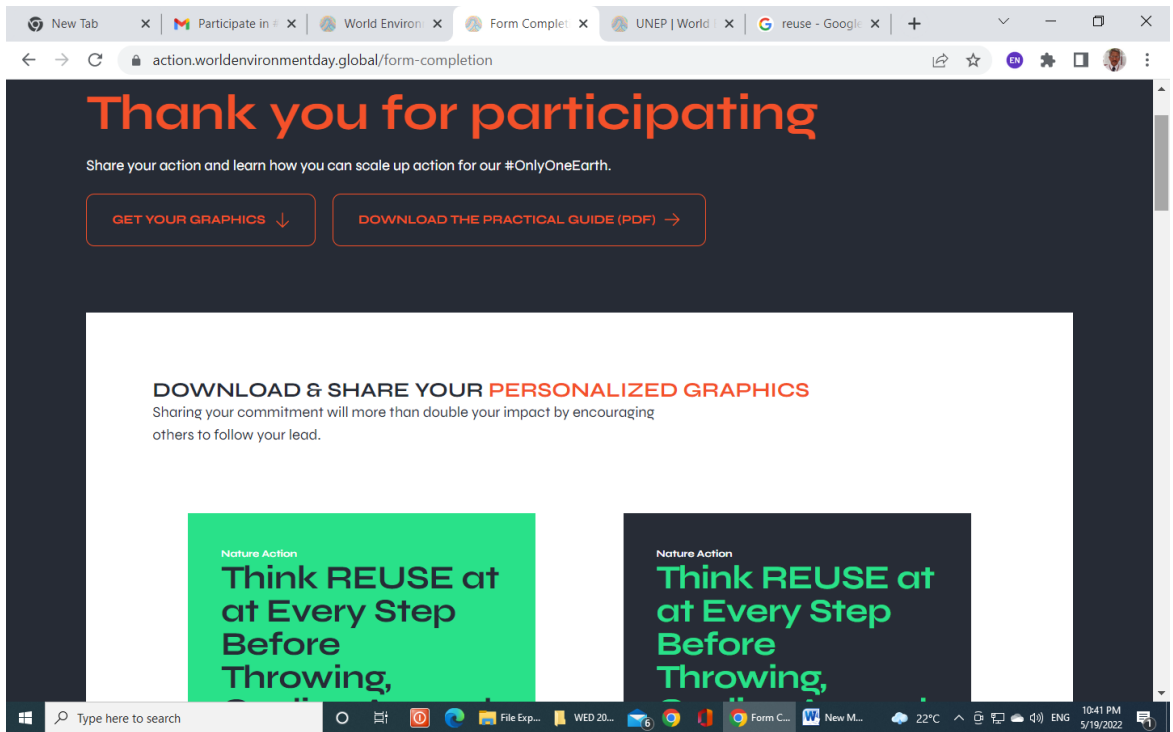 New Tab
Participate in #
World Environ
Form Complet
UNEP | World
reuse - Google
action.worldenvironmentday.global/form-completion
EN
Thank you for participating
Share your action and learn how you can scale up action for our #OnlyOneEarth.
GET YOUR GRAPHICS
DOWNLOAD THE PRACTICAL GUIDE (PDF)
DOWNLOAD & SHARE YOUR PERSONALIZED GRAPHICS
Sharing your commitment will more than double your impact by encouraging
others to follow your lead.
Nature Action
Think REUSE at
at Every Step
Before
Throwing,
Nature Action
Think REUSE at
at Every Step
Before
Throwing,
Type here to search
File Exp...
WED 20...
6
Form C...
New M...
22°C
ENG
10:41 PM
5/19/2022
1